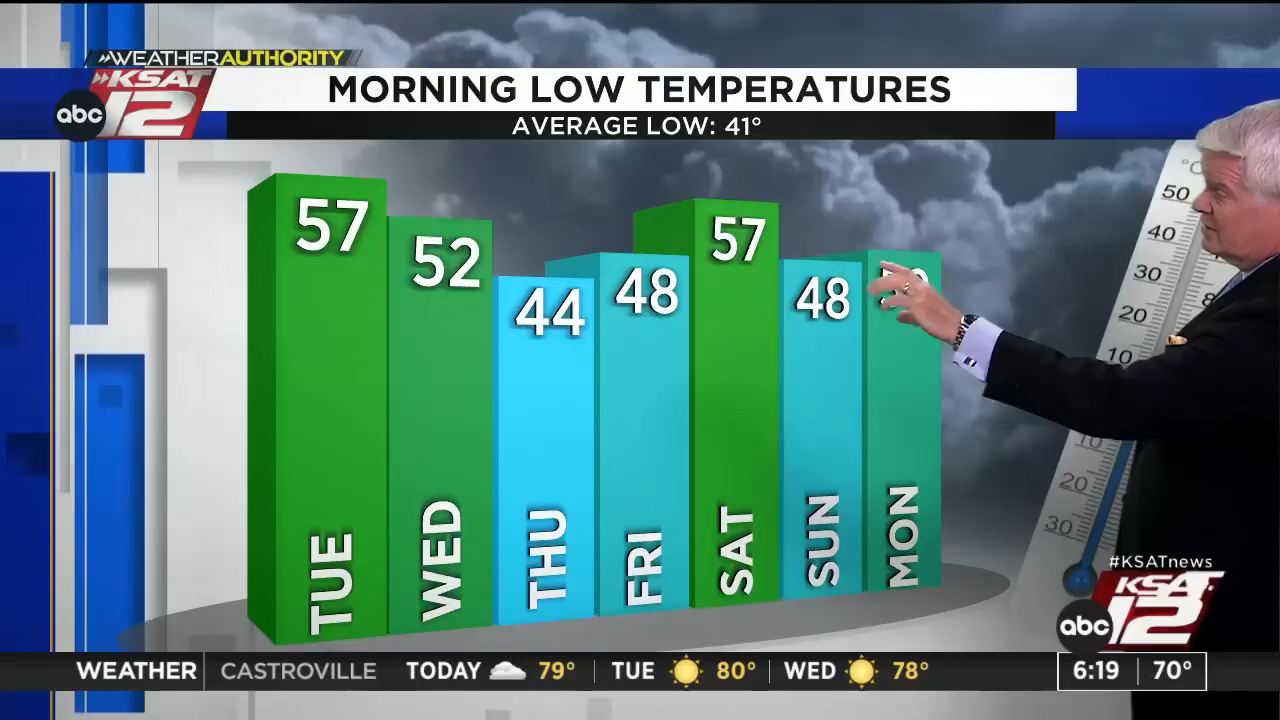 WEATHERAUTHORITY
KSAT
abc 12
MORNING LOW TEMPERATURES
AVERAGE LOW: 41°
57
52
44
48
57
48
TUE
WED
THU
FRI
SAT
SUN
MON
50
40
30
20
10
10
20
30
#KSATnews
KSAT
abc 12
WEATHER CASTROVILLE TODAY 79° TUE 80° WED 78°
6:19 70°